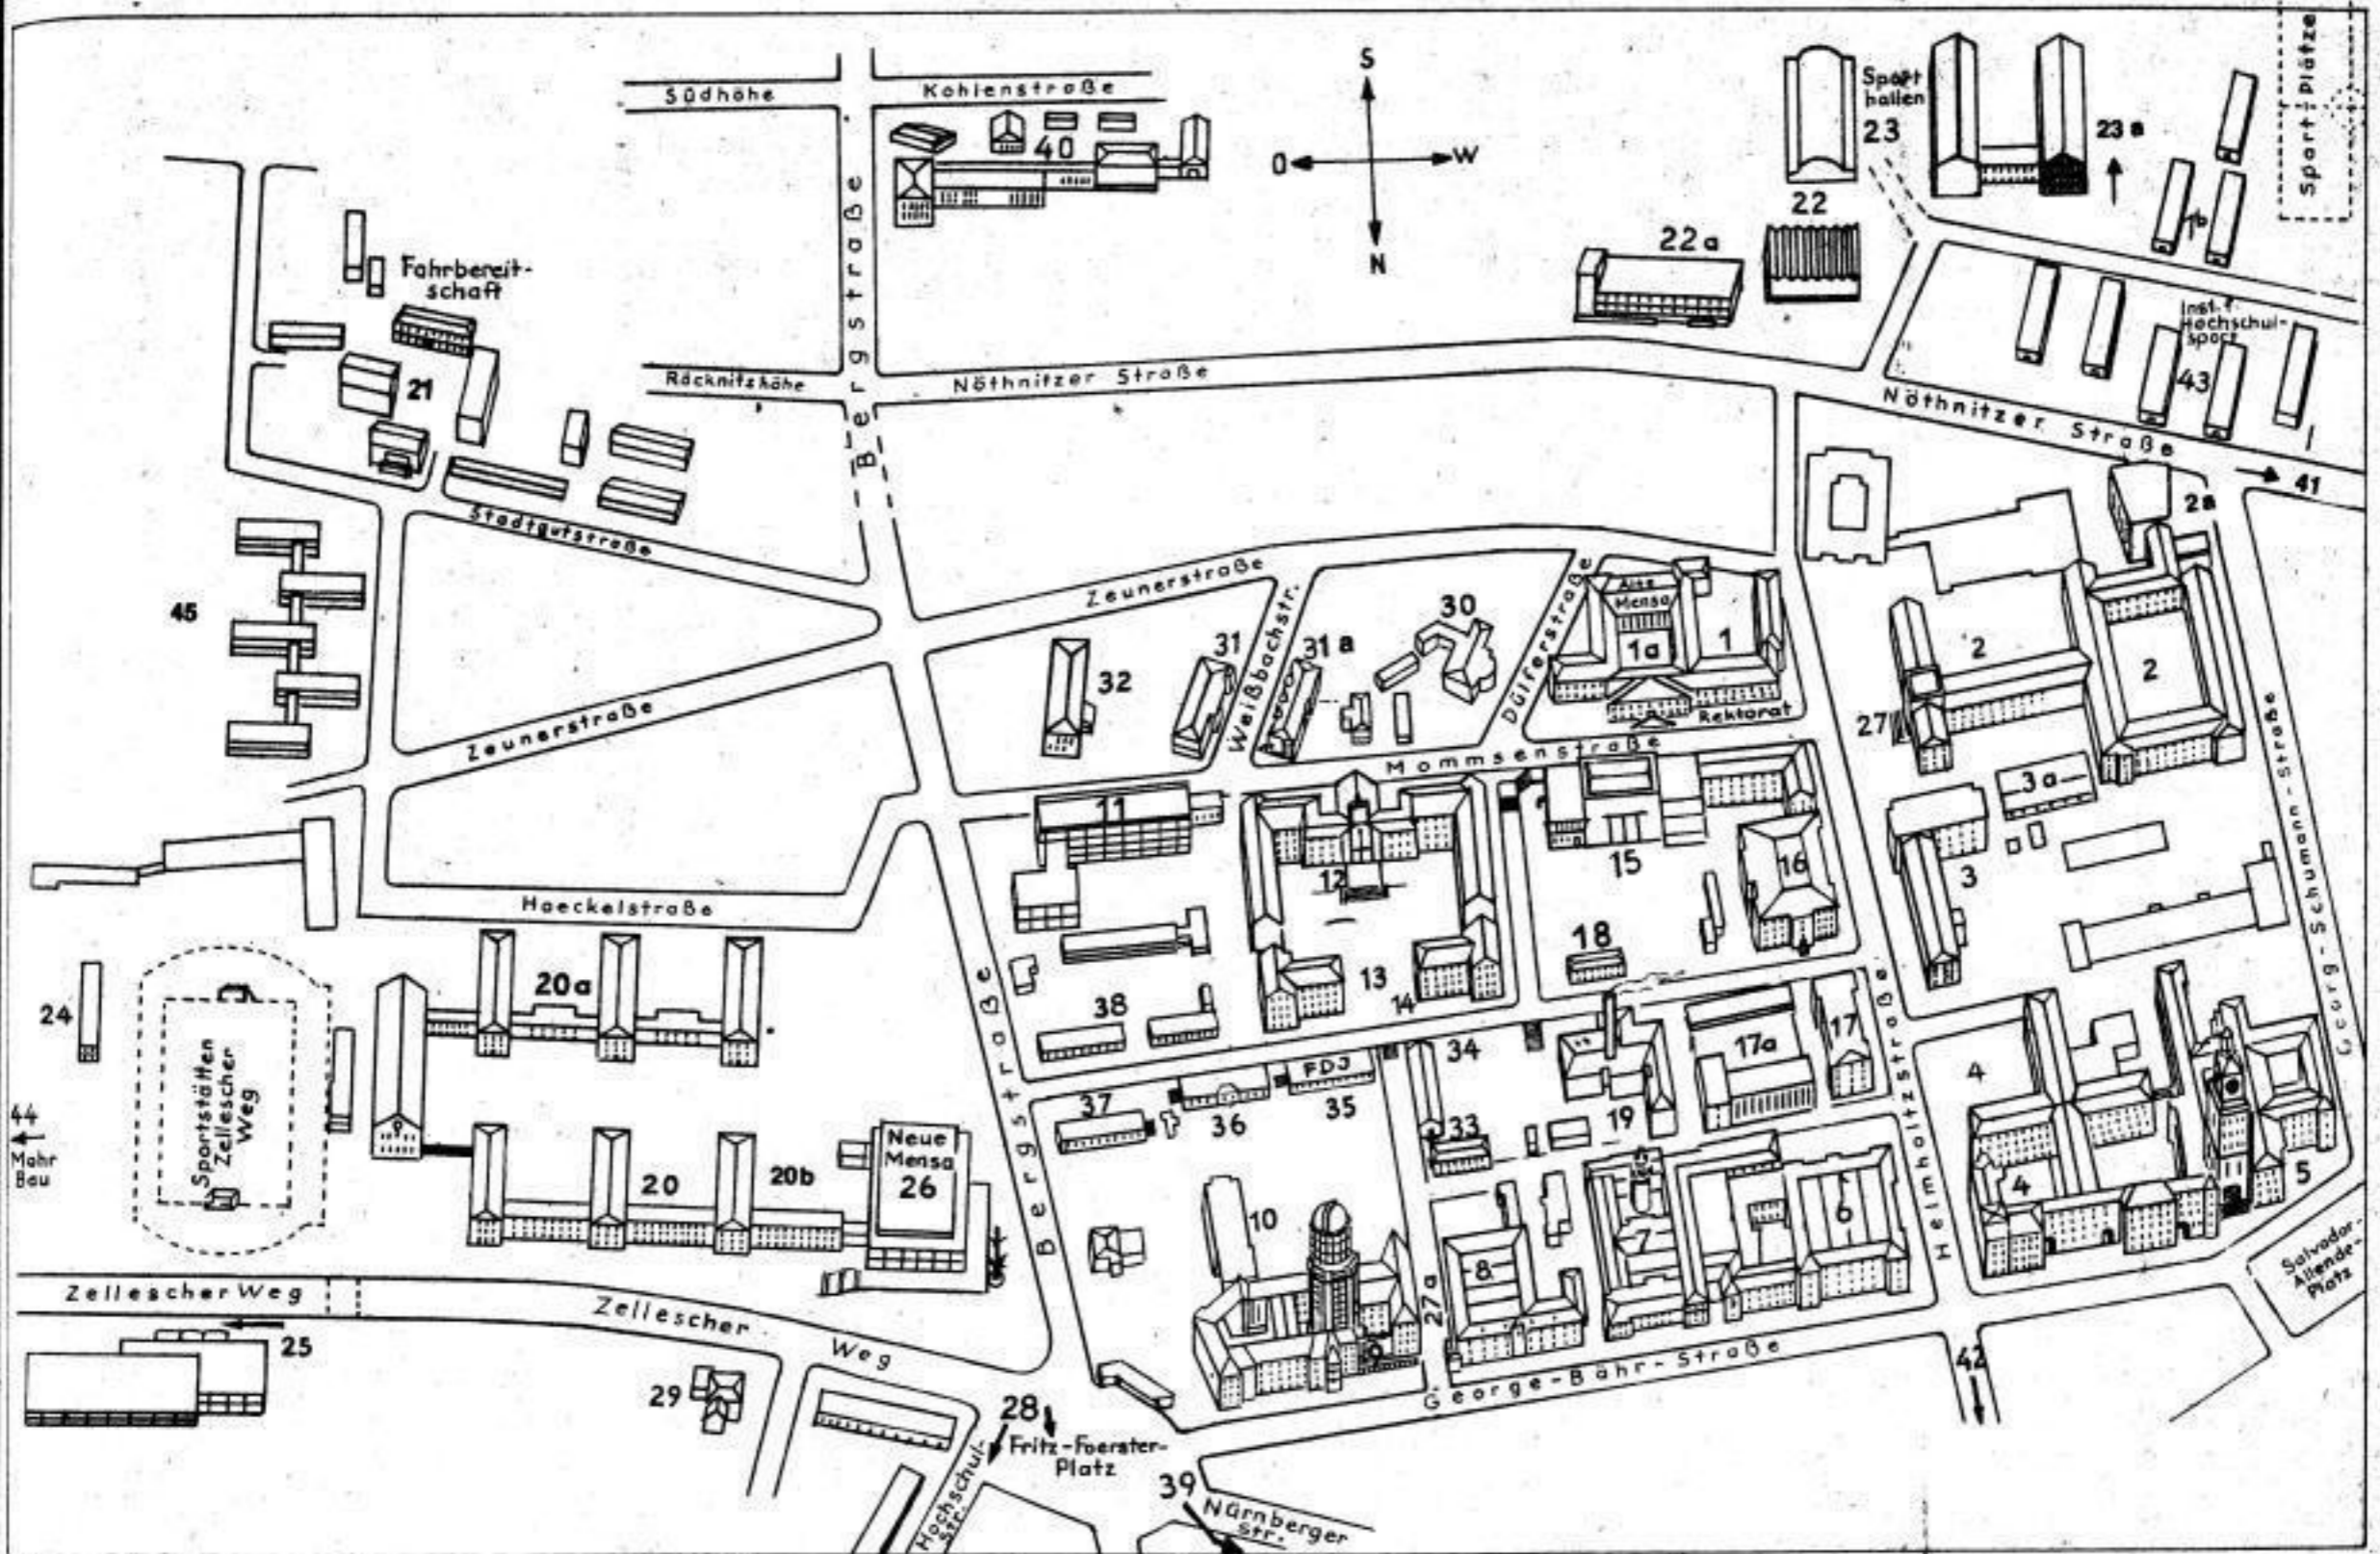 Südhöhe
Kohlenstraße
40
S
O
W
N
Sporthallen
23
23a
Sportplätze
22
22a
1b
Inst. f.
Hochschul-
sport
43
Fahrbereit-
schaft
21
Bergstraße
Räcknitzhöhe
Nöthnitzer Straße
Nöthnitzer Straße
41
2a
Stadtgutstraße
45
Zeunerstraße
Zeunerstraße
Weißbachstr.
Dülferstraße
30
31
31a
32
Alte
Mensa
1a
1
Rektorat
Mommsenstraße
2
2
27
3a
3
Georg-Schumann-Straße
11
12
13
14
15
16
18
Haeckelstraße
20a
24
Sportstätten
Zellescher
Weg
44
Mohr
Bau
38
Bergstraße
37
36
FDJ
35
34
33
19
17a
17
Helmholtzstraße
4
4
5
20
20b
Neue
Mensa
26
10
9
27a
8
7
6
Salvador-
Allende-
Platz
Zellescher Weg
Zellescher Weg
25
29
28
Fritz-Foerster-
Platz
George-Bähr-Straße
42
39
Hochschul-
str.
Nürnberger
Str.